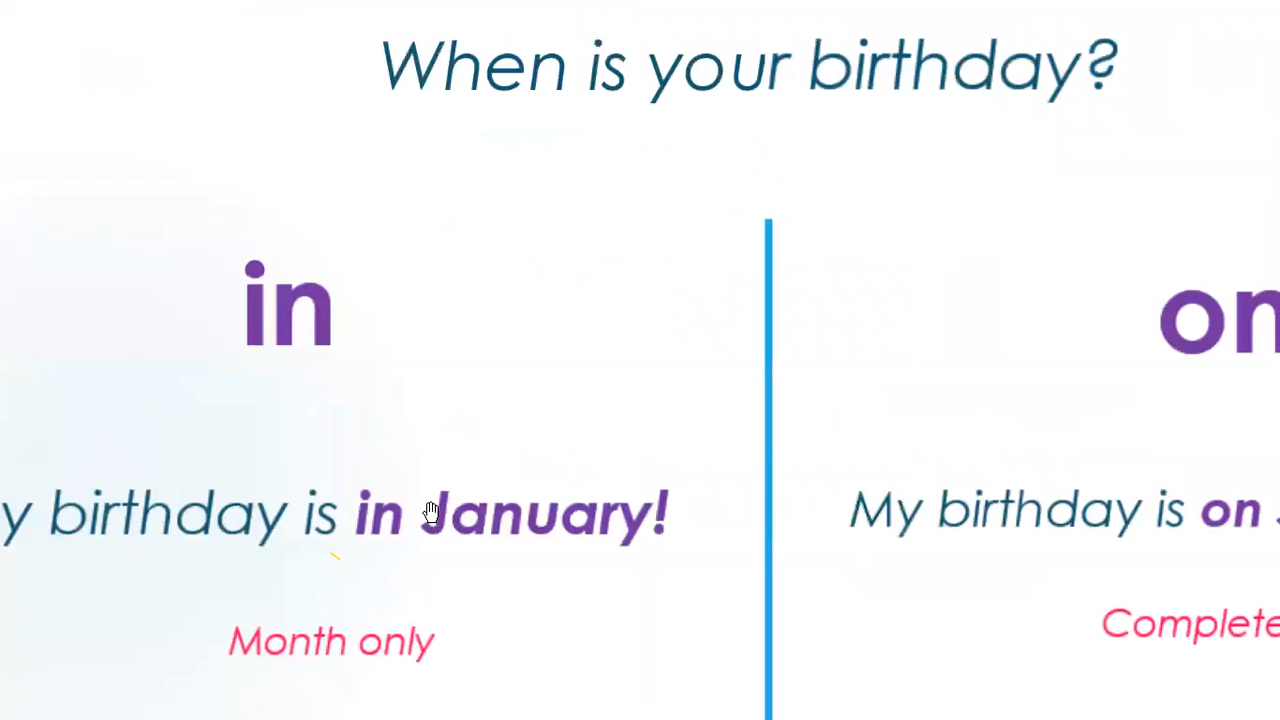 When is your birthday?
in
on
y birthday is in January!
My birthday is on
Month only
Complete